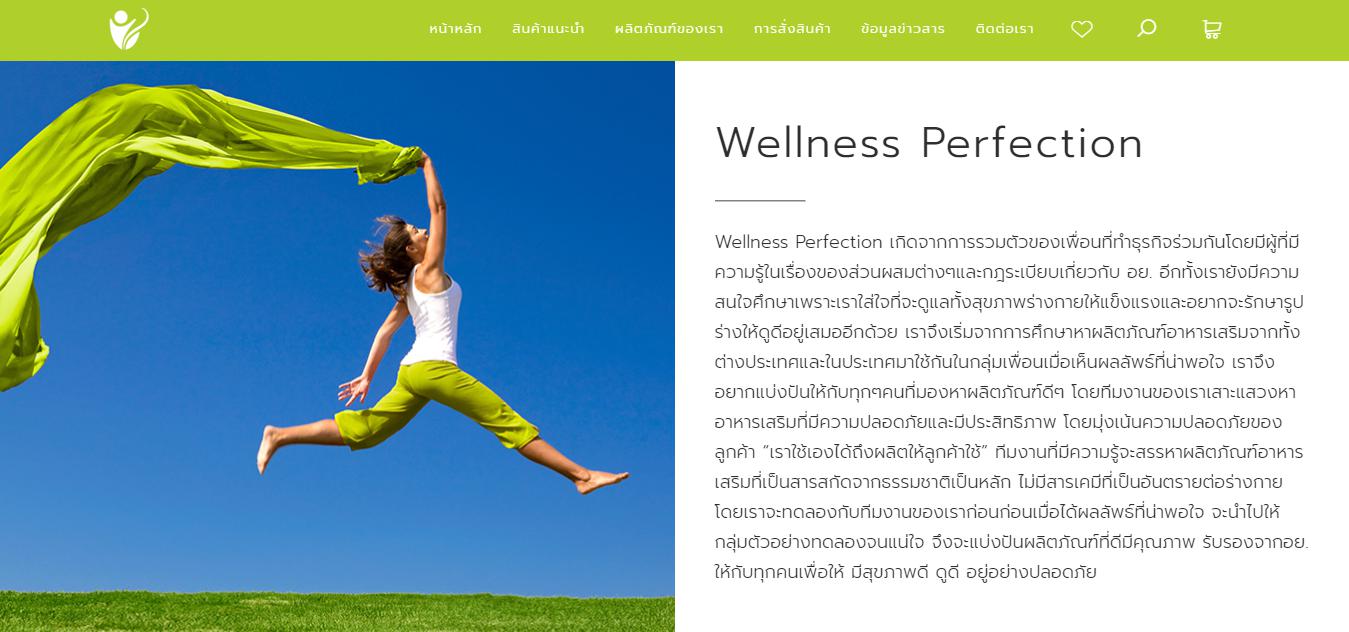 หน้าหลัก สินค้าแนะนำ ผลิตภัณฑ์ของเรา การสั่งสินค้า ข้อมูลข่าวสาร ติดต่อเรา
Wellness Perfection
Wellness Perfection เกิดจากการรวมตัวของเพื่อนที่ทำธุรกิจร่วมกันโดยมีผู้ที่มี
ความรู้ในเรื่องของส่วนผสมต่างๆและกฎระเบียบเกี่ยวกับ อย. อีกทั้งเรายังมีความ
สนใจศึกษาเพราะเราใส่ใจที่จะดูแลทั้งสุขภาพร่างกายให้แข็งแรงและอยากจะรักษารูป
ร่างให้ดูดีอยู่เสมออีกด้วย เราจึงเริ่มจากการศึกษาหาผลิตภัณฑ์อาหารเสริมจากทั้ง
ต่างประเทศและในประเทศมาใช้กันในกลุ่มเพื่อนเมื่อเห็นผลลัพธ์ที่น่าพอใจ เราจึง
อยากแบ่งปันให้กับทุกๆคนที่มองหาผลิตภัณฑ์ดีๆ โดยทีมงานของเราเสาะแสวงหา
อาหารเสริมที่มีความปลอดภัยและมีประสิทธิภาพ โดยมุ่งเน้นความปลอดภัยของ
ลูกค้า “เราใช้เองได้ถึงผลิตให้ลูกค้าใช้” ทีมงานที่มีความรู้จะสรรหาผลิตภัณฑ์อาหาร
เสริมที่เป็นสารสกัดจากธรรมชาติเป็นหลัก ไม่มีสารเคมีที่เป็นอันตรายต่อร่างกาย
โดยเราจะทดลองกับทีมงานของเราก่อนก่อนเมื่อได้ผลลัพธ์ที่น่าพอใจ จะนำไปให้
กลุ่มตัวอย่างทดลองจนแน่ใจ จึงจะแบ่งปันผลิตภัณฑ์ที่ดีมีคุณภาพ รับรองจากอย.
ให้กับทุกคนเพื่อให้ มีสุขภาพดี ดูดี อยู่อย่างปลอดภัย